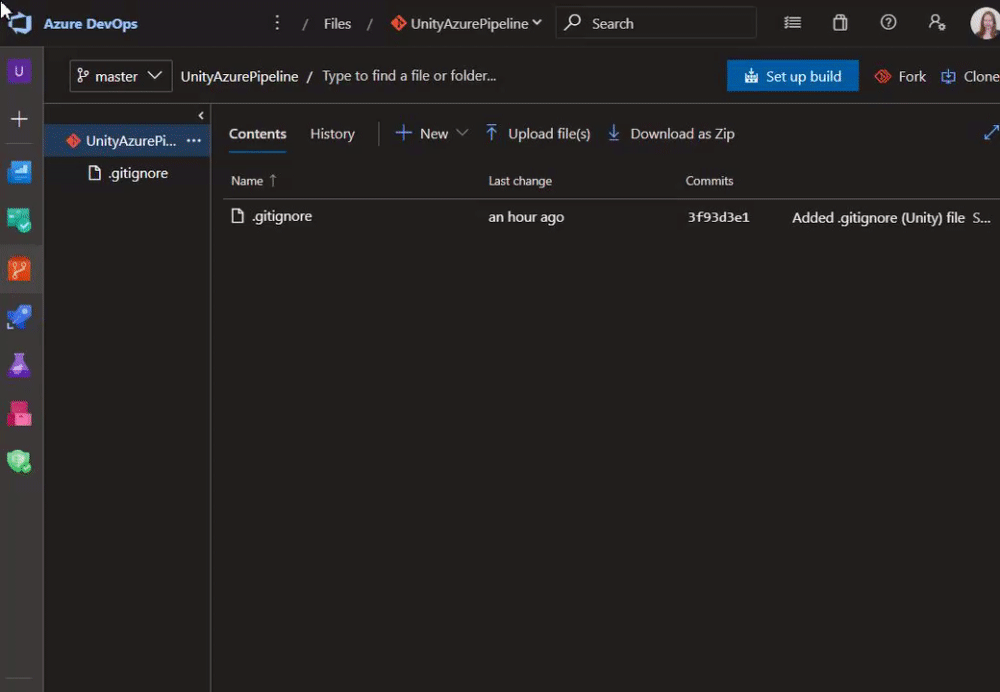 Azure DevOps / Files / UnityAzurePipeline Search
U master UnityAzurePipeline / Type to find a file or folder... Set up build Fork Clone
UnityAzurePi... Contents History New Upload file(s) Download as Zip
.gitignore
Name Last change Commits
.gitignore an hour ago 3f93d3e1 Added .gitignore (Unity) file S...